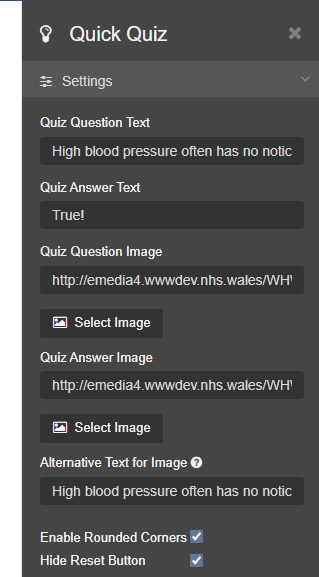 Quick Quiz
Settings
Quiz Question Text
High blood pressure often has no notic
Quiz Answer Text
True!
Quiz Question Image
http://emedia4.wwwdev.nhs.wales/WHW
Select Image
Quiz Answer Image
http://emedia4.wwwdev.nhs.wales/WHW
Select Image
Alternative Text for Image
High blood pressure often has no notic
Enable Rounded Corners
Hide Reset Button